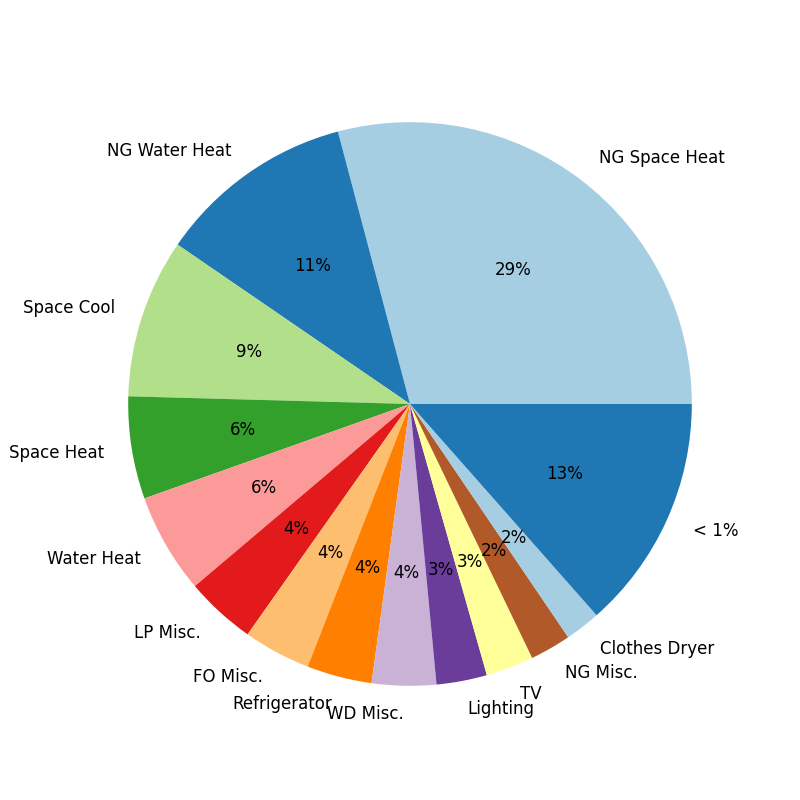 NG Space Heat
29%
NG Water Heat
11%
Space Cool
9%
Space Heat
6%
Water Heat
6%
LP Misc.
4%
FO Misc.
4%
Refrigerator
4%
WD Misc.
4%
Lighting
3%
TV
3%
NG Misc.
2%
Clothes Dryer
2%
< 1%
13%